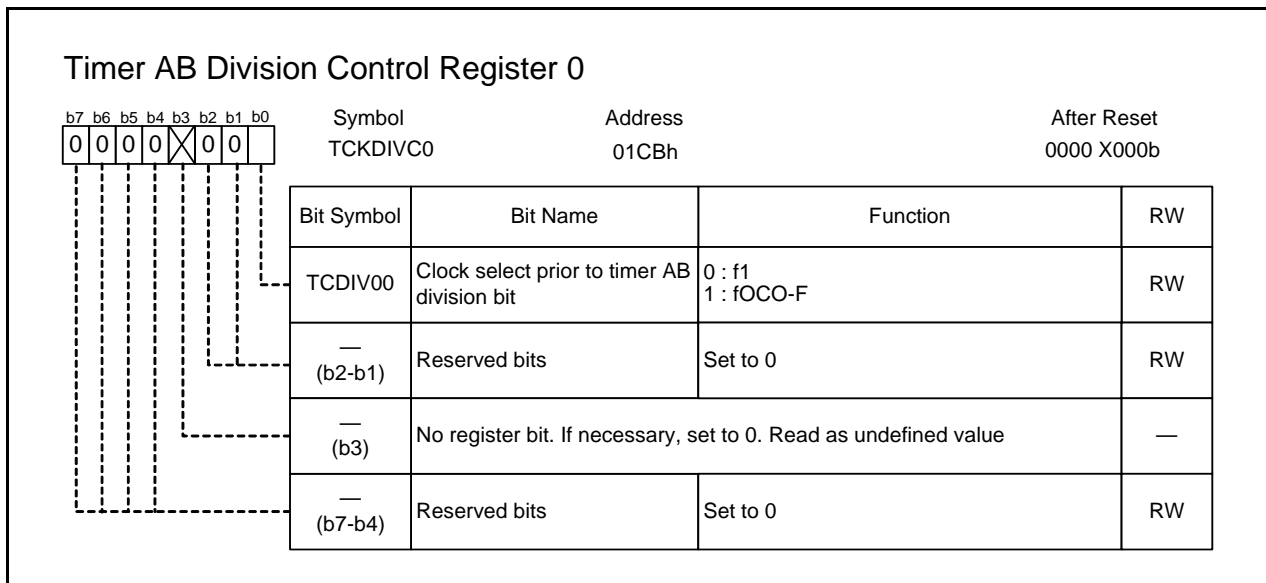 Timer AB Division Control Register 0
b7 b6 b5 b4 b3 b2 b1 b0
0 0 0 0 X 0 0
Symbol Address After Reset
TCKDIVC0 01CBh 0000 X000b
Bit Symbol Bit Name Function RW
TCDIV00 Clock select prior to timer AB division bit 0 : f1 RW
1 : fOCO-F
— (b2-b1) Reserved bits Set to 0 RW
— (b3) No register bit. If necessary, set to 0. Read as undefined value —
— (b7-b4) Reserved bits Set to 0 RW